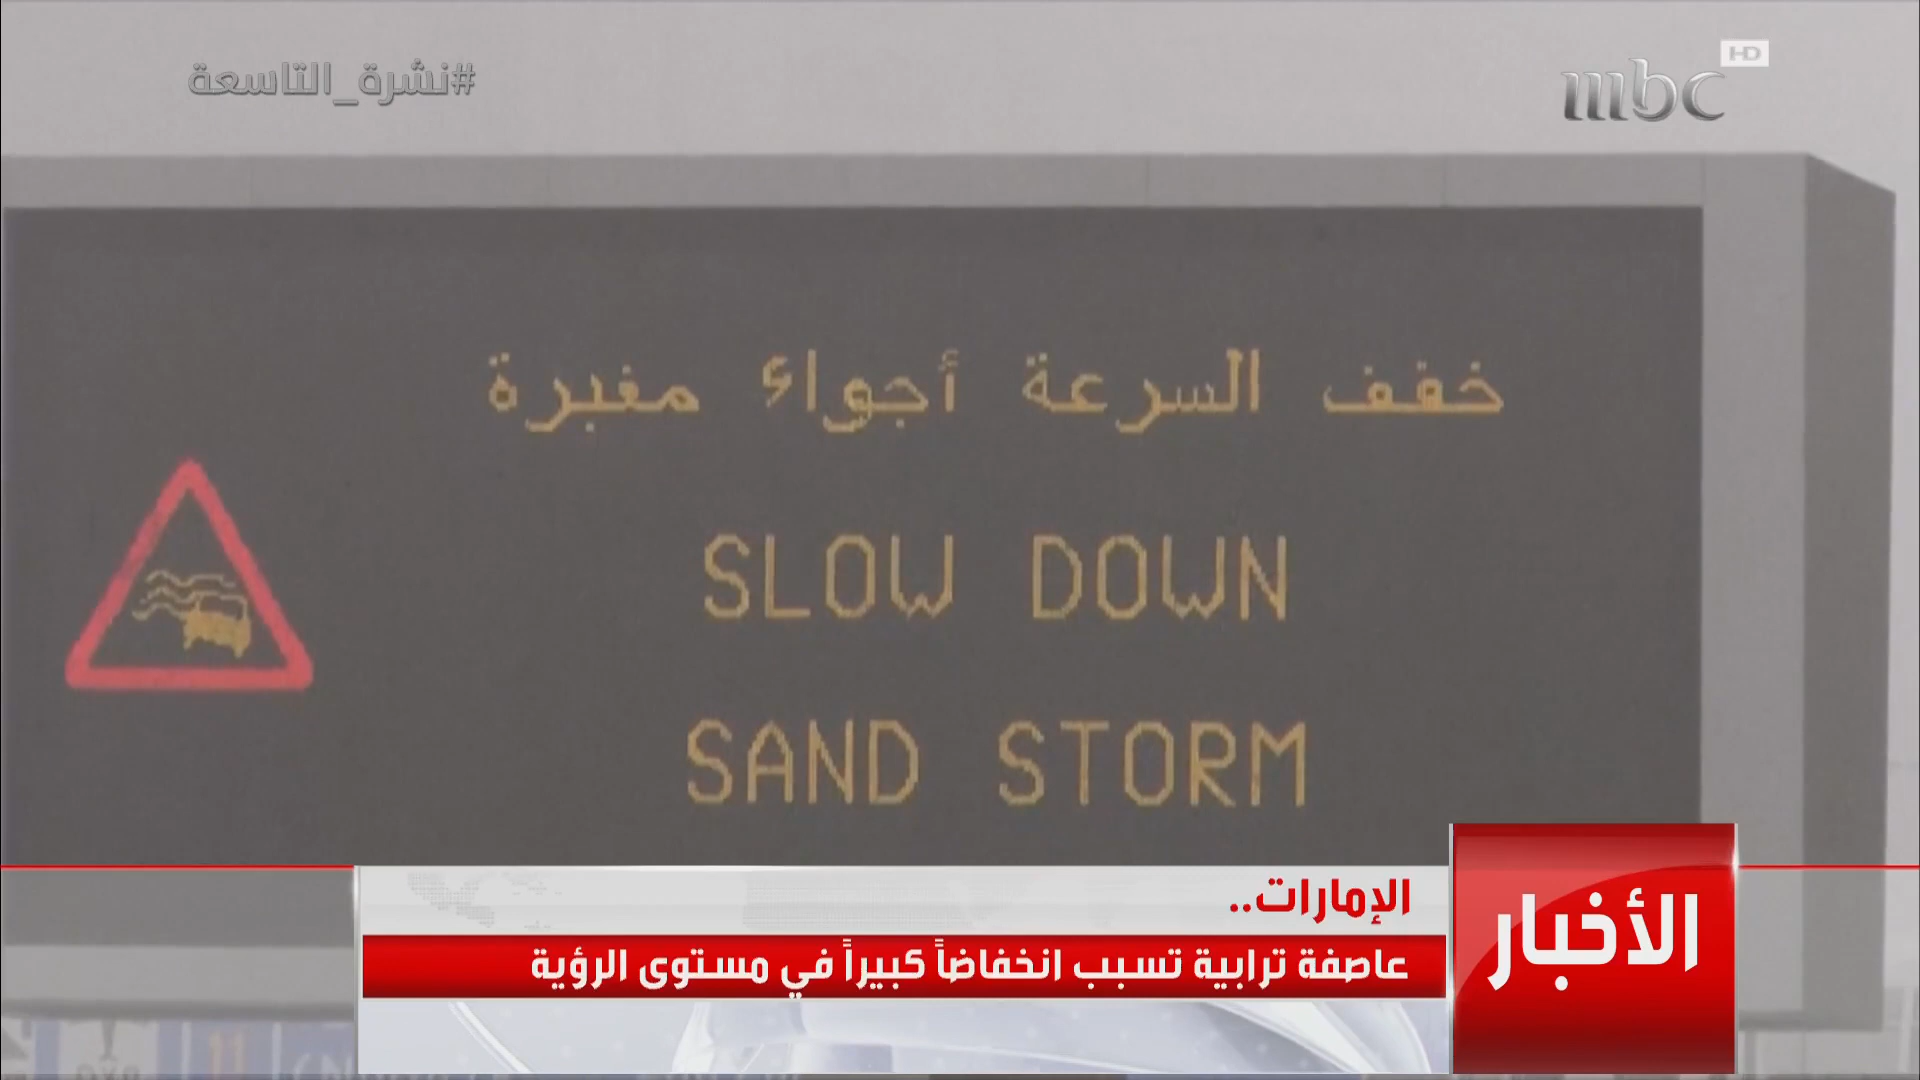 #نشرة_التاسعة
mbc HD
خفف السرعة أجواء مغبرة
SLOW DOWN
SAND STORM
الأخبار
الإمارات..
عاصفة ترابية تسبب انخفاضاً كبيراً في مستوى الرؤية
11